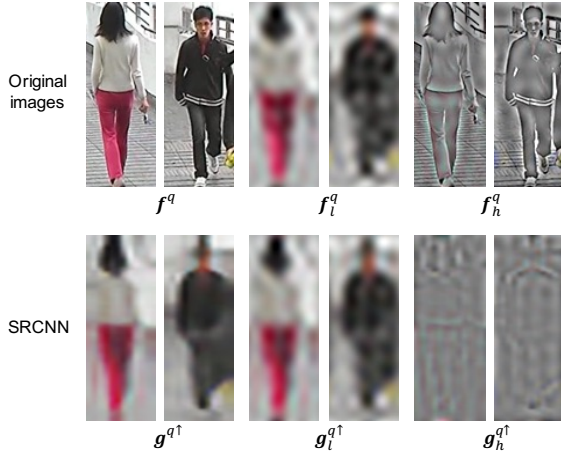 Original images
f^q
f_l^q
f_h^q
SRCNN
g^{q↑}
g_l^{q↑}
g_h^{q↑}